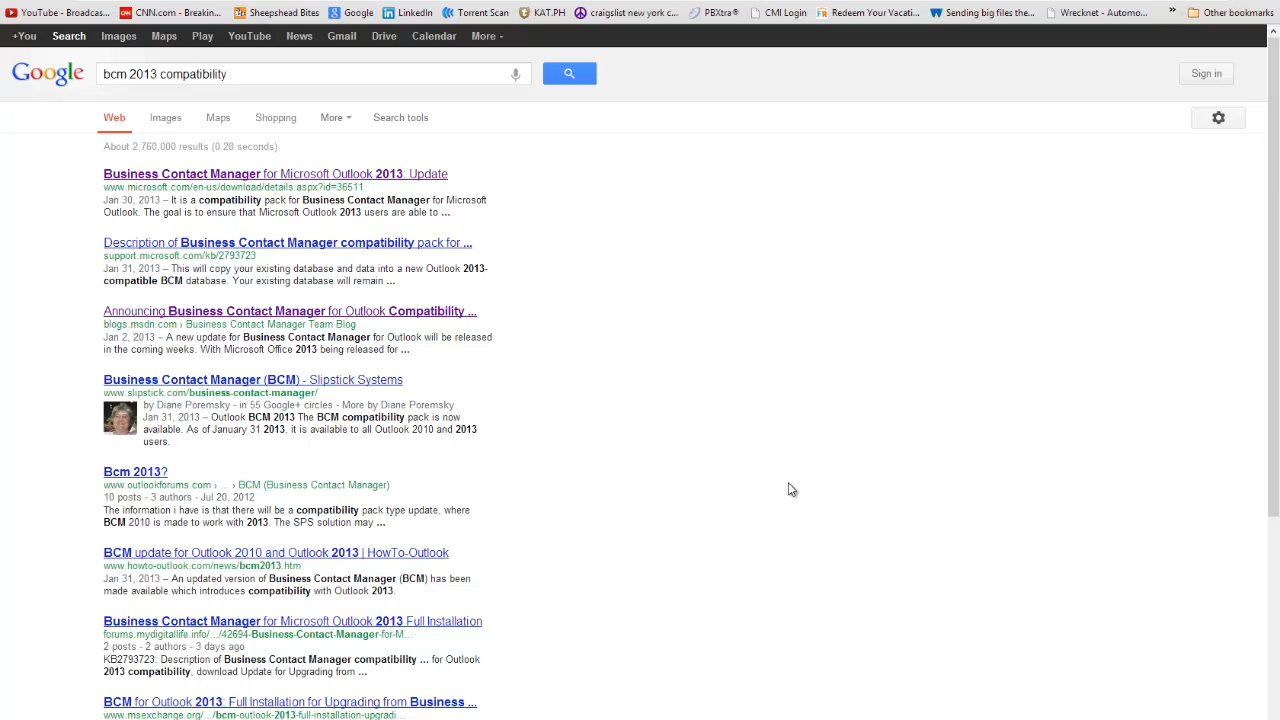 YouTube - Broadcas... CNN.com - Breakin... Sheepshead Bites Google LinkedIn Torrent Scan KAT.PH craigslist new york c... PBXtra® CMI Login Redeem Your Vacati... Sending big files the... Wrecknet - Automo... » Other bookmarks
+You Search Images Maps Play YouTube News Gmail Drive Calendar More
Google bcm 2013 compatibility Sign in
Web Images Maps Shopping More Search tools
About 2,760,000 results (0.28 seconds)
Business Contact Manager for Microsoft Outlook 2013: Update
www.microsoft.com/en-us/download/details.aspx?id=36511
Jan 30, 2013 – It is a compatibility pack for Business Contact Manager for Microsoft
Outlook. The goal is to ensure that Microsoft Outlook 2013 users are able to ...
Description of Business Contact Manager compatibility pack for ...
support.microsoft.com/kb/2793723
Jan 31, 2013 – This will copy your existing database and data into a new Outlook 2013-
compatible BCM database. Your existing database will remain ...
Announcing Business Contact Manager for Outlook Compatibility ...
blogs.msdn.com › Business Contact Manager Team Blog
Jan 2, 2013 – A new update for Business Contact Manager for Outlook will be released
in the coming weeks. With Microsoft Office 2013 being released for ...
Business Contact Manager (BCM) - Slipstick Systems
www.slipstick.com/business-contact-manager/
by Diane Poremsky - in 55 Google+ circles - More by Diane Poremsky
Jan 31, 2013 – Outlook BCM 2013 The BCM compatibility pack is now
available. As of January 31 2013, it is available to all Outlook 2010 and 2013
users.
Bcm 2013?
www.outlookforums.com › ... › BCM (Business Contact Manager)
10 posts - 3 authors - Jul 20, 2012
The information i have is that there will be a compatibility pack type update, where
BCM 2010 is made to work with 2013. The SPS solution may ...
BCM update for Outlook 2010 and Outlook 2013 | HowTo-Outlook
www.howto-outlook.com/news/bcm2013.htm
Jan 31, 2013 – An updated version of Business Contact Manager (BCM) has been
made available which introduces compatibility with Outlook 2013.
Business Contact Manager for Microsoft Outlook 2013 Full Installation
forums.mydigitallife.info/.../42694-Business-Contact-Manager-for-M...
2 posts - 2 authors - 3 days ago
KB2793723: Description of Business Contact Manager compatibility ... for Outlook
2013 compatibility, download Update for Upgrading from ...
BCM for Outlook 2013: Full Installation for Upgrading from Business ...
www.msexchange.org/.../bcm-outlook-2013-full-installation-upgradi...